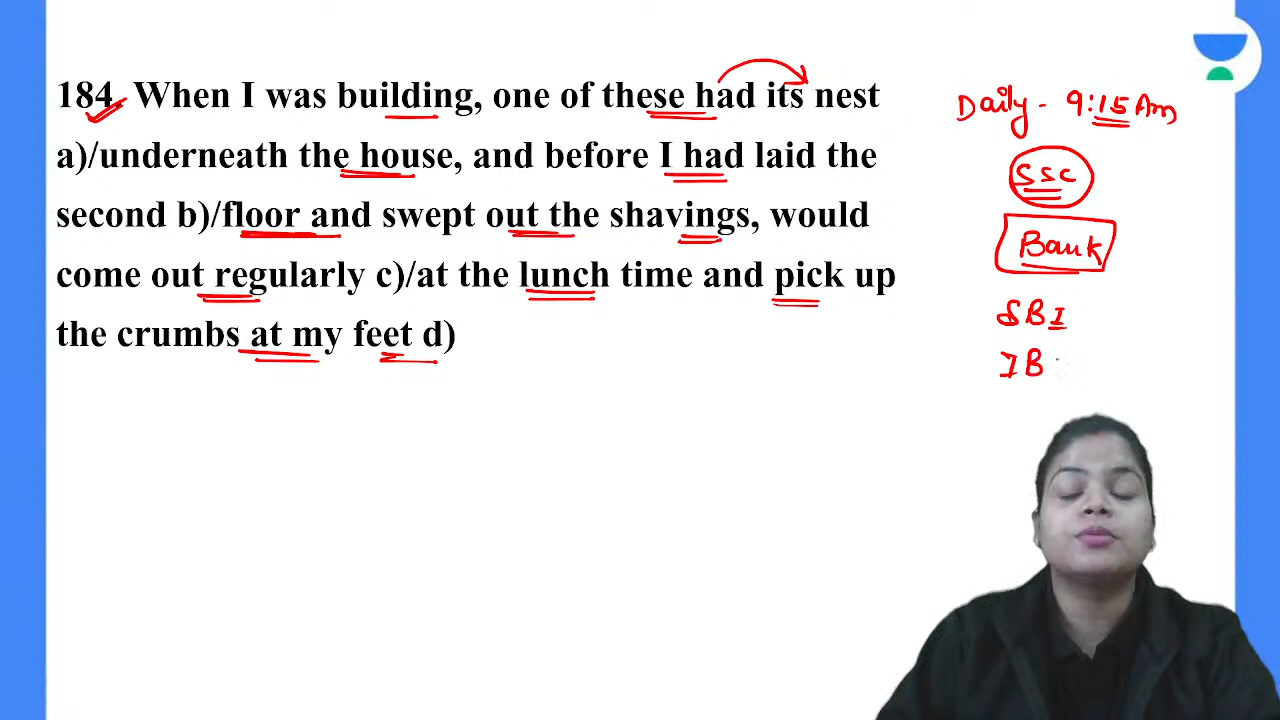 184. When I was building, one of these had its nest
a)/underneath the house, and before I had laid the
second b)/floor and swept out the shavings, would
come out regularly c)/at the lunch time and pick up
the crumbs at my feet d)
Daily - 9:15 Am
SSC
Bank
SBI
IB